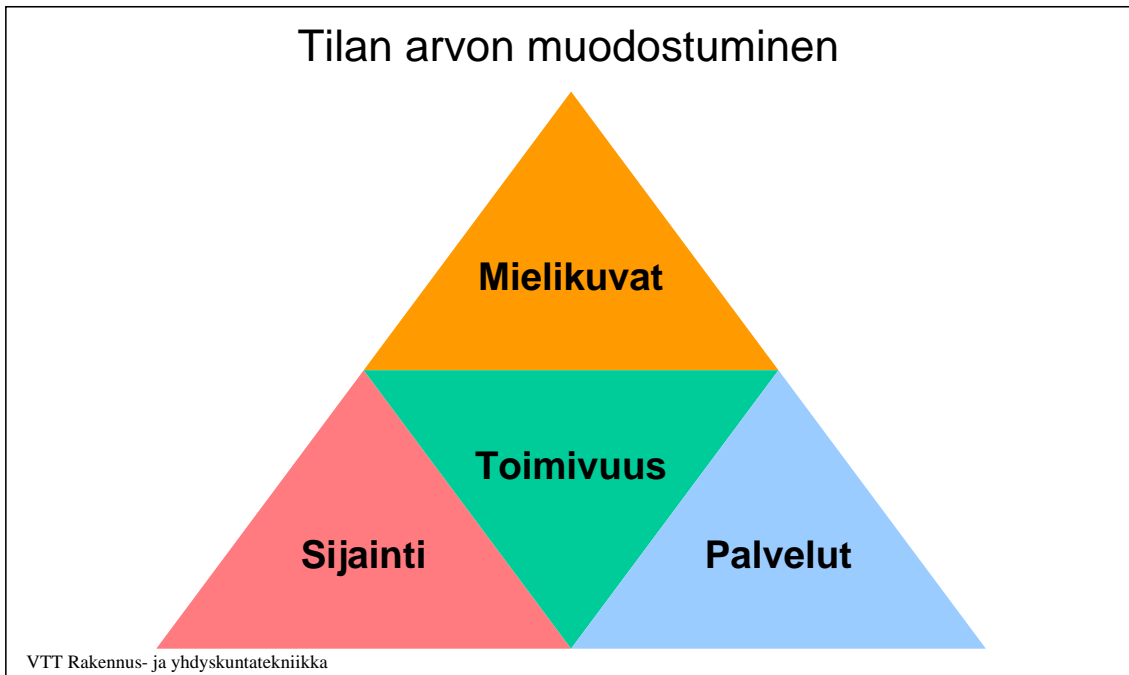 Tilan arvon muodostuminen
Mielikuvat
Toimivuus
Sijainti
Palvelut
VTT Rakennus- ja yhdyskuntatekniikka